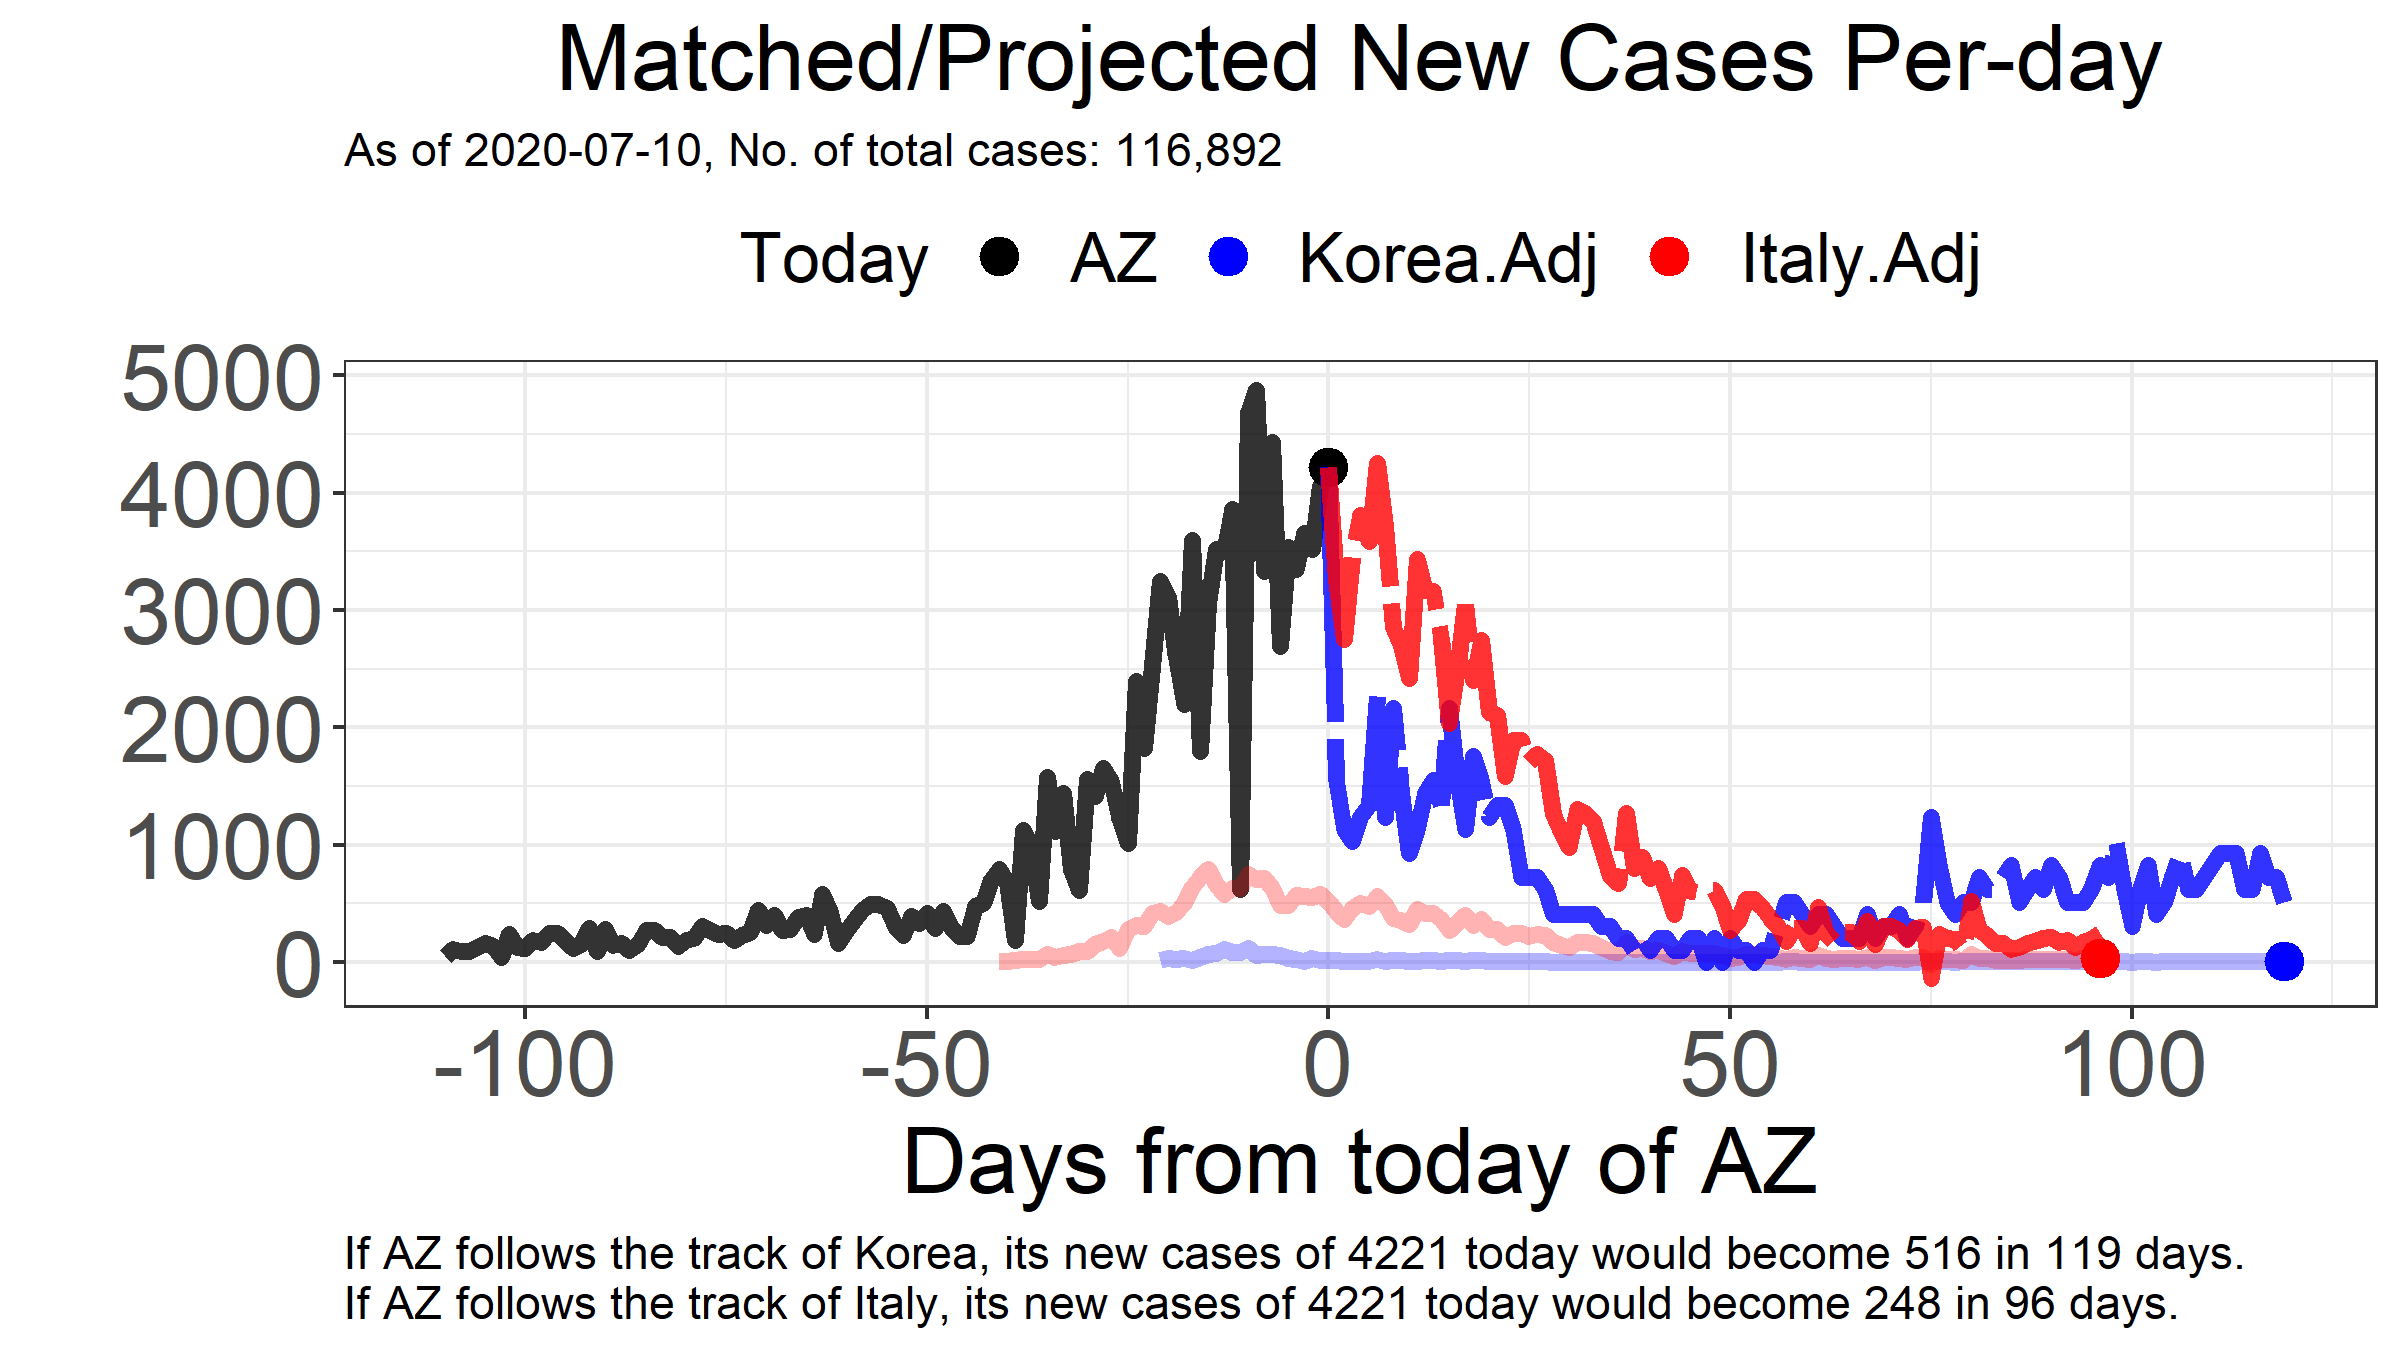 Matched/Projected New Cases Per-day
As of 2020-07-10, No. of total cases: 116,892
Today AZ Korea.Adj Italy.Adj
5000
4000
3000
2000
1000
0
-100 -50 0 50 100
Days from today of AZ
If AZ follows the track of Korea, its new cases of 4221 today would become 516 in 119 days.
If AZ follows the track of Italy, its new cases of 4221 today would become 248 in 96 days.